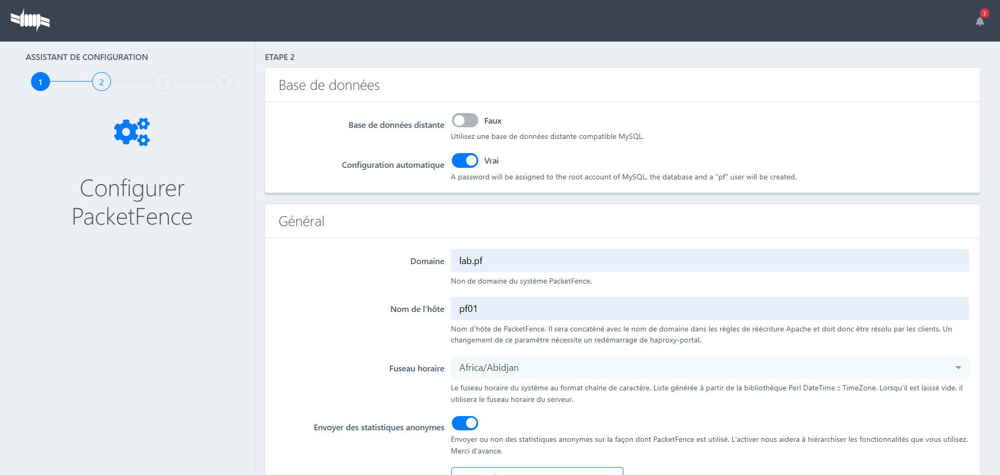 2
ASSISTANT DE CONFIGURATION
1
2
3
4
Configurer
PacketFence
ETAPE 2
Base de données
Base de données distante
Faux
Utilisez une base de données distante compatible MySQL.
Configuration automatique
Vrai
A password will be assigned to the root account of MySQL, the database and a "pf" user will be created.
Général
Domaine
lab.pf
Non de domaine du système PacketFence.
Nom de l’hôte
pf01
Nom d’hôte de PacketFence. Il sera concaténé avec le nom de domaine dans les règles de réécriture Apache et doit donc être résolu par les clients. Un
changement de ce paramètre nécessite un redémarrage de haproxy-portal.
Fuseau horaire
Africa/Abidjan
Le fuseau horaire du système au format chaîne de caractère. Liste générée à partir de la bibliothèque Perl DateTime :: TimeZone. Lorsqu'il est laissé vide, il
utilisera le fuseau horaire du serveur.
Envoyer des statistiques anonymes
Envoyer ou non des statistiques anonymes sur la façon dont PacketFence est utilisé. L'activer nous aidera à hiérarchiser les fonctionnalités que vous utilisez.
Merci d'avance.